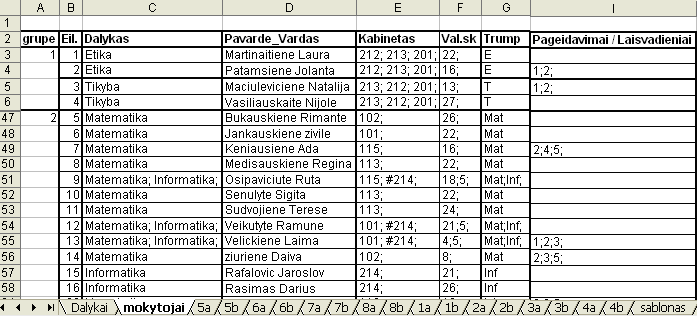 A B C D E F G I
1
2 grupe Eil. Dalykas Pavarde_Vardas Kabinetas Val.sk Trump Pageidavimai / Laisvadieniai
3 1 1 Etika Martinaitiene Laura 212; 213; 201; 22; E
4 2 Etika Patamsiene Jolanta 212; 213; 201; 16; E 1;2;
5 3 Tikyba Maciuleviciene Natalija 213; 212; 201; 13; T 1;2;
6 4 Tikyba Vasiliauskaite Nijole 213; 212; 201; 27; T
47 2 5 Matematika Bukauskiene Rimante 102; 26; Mat
48 6 Matematika Jankauskiene zivile 101; 22; Mat
49 7 Matematika Keniausiene Ada 115; 16; Mat 2;4;5;
50 8 Matematika Medisauskiene Regina 113; 22; Mat
51 9 Matematika; Informatika; Osipaviciute Ruta 115; #214; 18;5; Mat;Inf;
52 10 Matematika Senulyte Sigita 113; 22; Mat
53 11 Matematika Sudvojiene Terese 113; 24; Mat
54 12 Matematika; Informatika; Veikutyte Ramune 101; #214; 21;5; Mat;Inf;
55 13 Matematika; Informatika; Velickiene Laima 101; #214; 4;5; Mat;Inf; 1;2;3;
56 14 Matematika ziuriene Daiva 102; 8; Mat 2;3;5;
57 15 Informatika Rafalovic Jaroslov 214; 21; Inf
58 16 Informatika Rasimas Darius 214; 26; Inf
Dalykai mokytojai 5a 5b 6a 6b 7a 7b 8a 8b 1a 1b 2a 2b 3a 3b 4a 4b sablonas